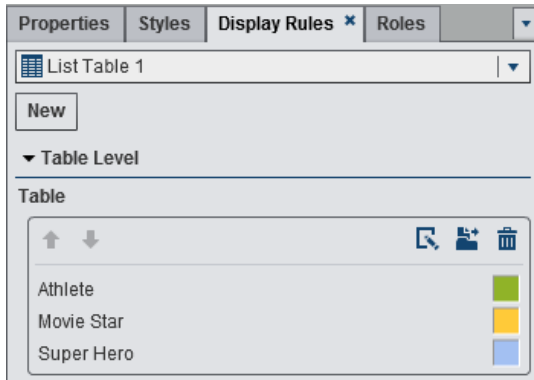 Properties Styles Display Rules Roles
List Table 1
New
Table Level
Table
Athlete
Movie Star
Super Hero